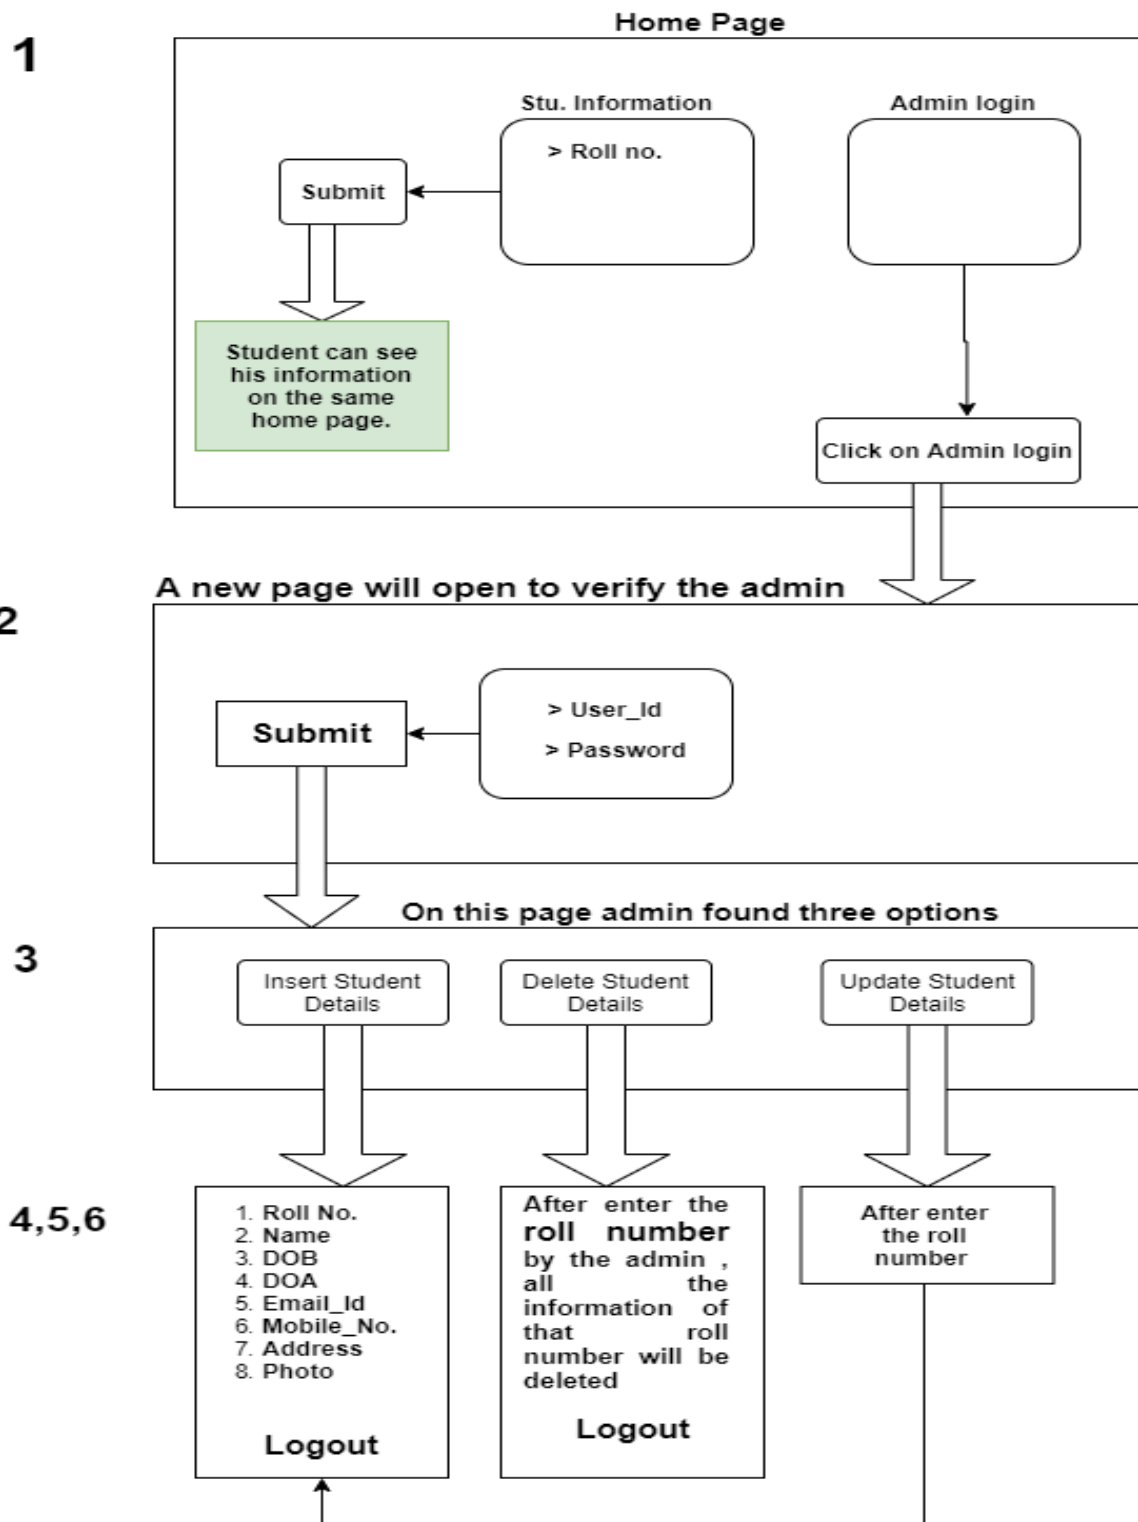 Home Page
1
Stu. Information
Admin login
> Roll no.
Submit
Student can see
his information
on the same
home page.
Click on Admin login
A new page will open to verify the admin
2
> User_Id
> Password
Submit
On this page admin found three options
3
Insert Student
Details
Delete Student
Details
Update Student
Details
4,5,6
1. Roll No.
2. Name
3. DOB
4. DOA
5. Email_Id
6. Mobile_No.
7. Address
8. Photo
Logout
After enter the
roll number
by the admin ,
all the
information of
that roll
number will be
deleted
Logout
After enter
the roll
number